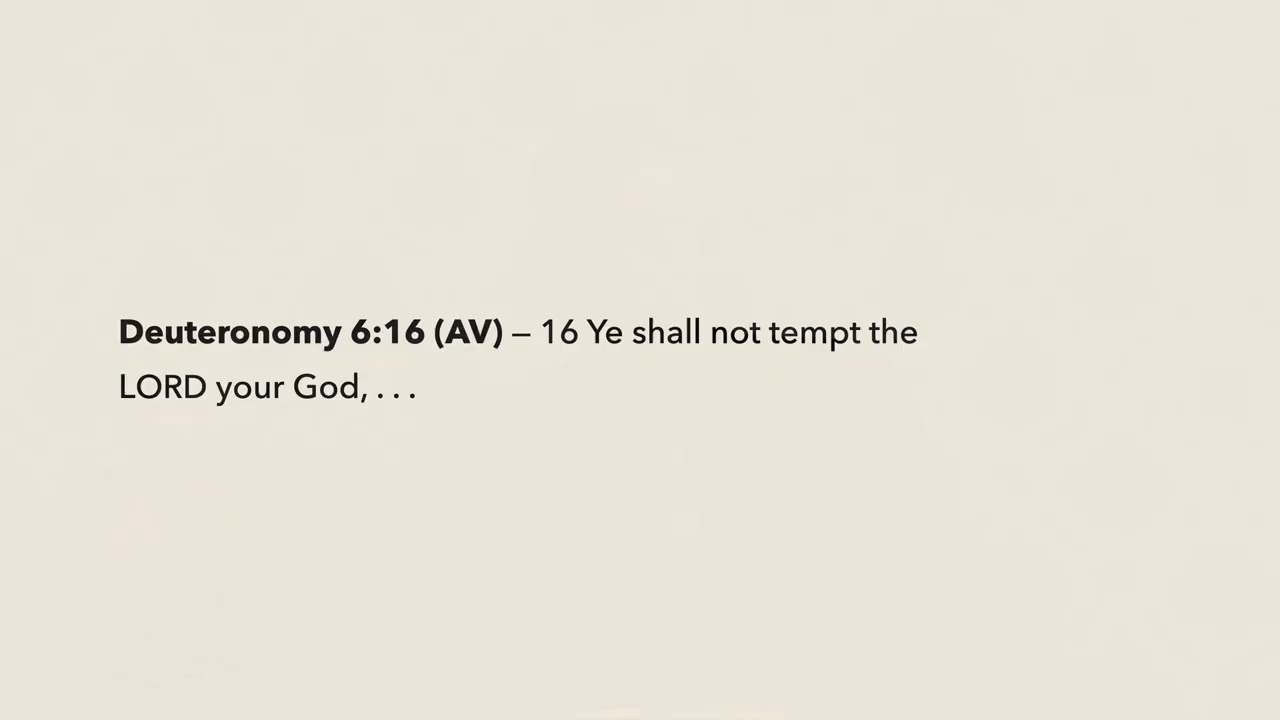 Deuteronomy 6:16 (AV) – 16 Ye shall not tempt the
LORD your God, . . .